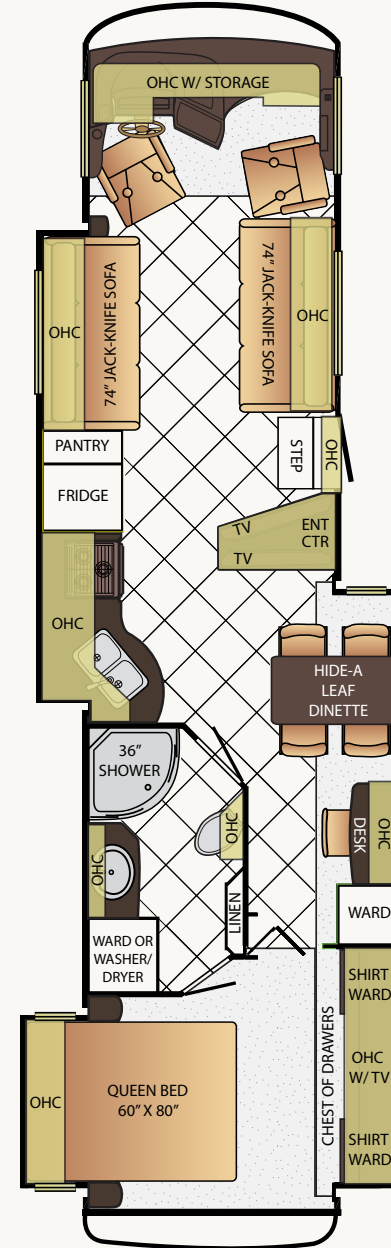 OHC W/ STORAGE
74” JACK-KNIFE SOFA
OHC
74” JACK-KNIFE SOFA
OHC
PANTRY
FRIDGE
STEP
OHC
TV
TV
ENT
CTR
OHC
HIDE-A
LEAF
DINETTE
36”
SHOWER
OHC
OHC
DESK
OHC
LINEN
WARD
WARD OR
WASHER/
DRYER
SHIRT
WARD
CHEST OF DRAWERS
OHC
W/ TV
SHIRT
WARD
OHC
QUEEN BED
60” X 80”